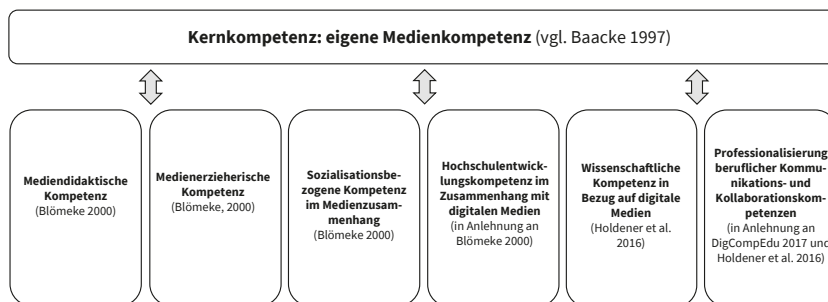 Kernkompetenz: eigene Medienkompetenz (vgl. Baacke 1997)
Mediendidaktische
Kompetenz
(Blömeke 2000)
Medienerzieherische
Kompetenz
(Blömeke, 2000)
Sozialisationsbe-
zogene Kompetenz
im Medienzusam-
menhang
(Blömeke 2000)
Hochschulentwick-
lungskompetenz im
Zusammenhang mit
digitalen Medien
(in Anlehnung an
Blömeke 2000)
Wissenschaftliche
Kompetenz in
Bezug auf digitale
Medien
(Holdener et al.
2016)
Professionalisierung
beruflicher Kommu-
nikations- und
Kollaborationskom-
petenzen
(in Anlehnung an
DigCompEdu 2017 und
Holdener et al. 2016)